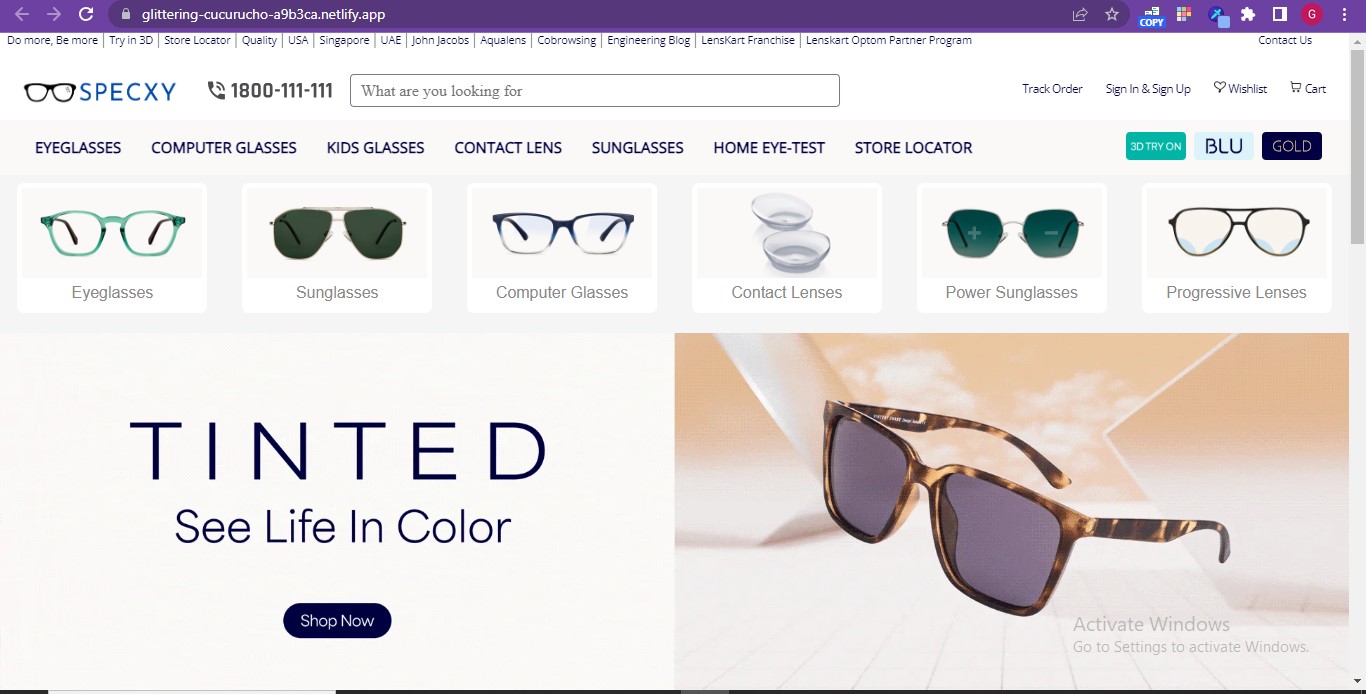 glittering-cucurucho-a9b3ca.netlify.app
COPY
G
Do more, Be more | Try in 3D | Store Locator | Quality | USA | Singapore | UAE | John Jacobs | Aqualens | Cobrowsing | Engineering Blog | LensKart Franchise | Lenskart Optom Partner Program
Contact Us
SPECXY
1800-111-111
What are you looking for
Track Order
Sign In & Sign Up
Wishlist
Cart
EYEGLASSES
COMPUTER GLASSES
KIDS GLASSES
CONTACT LENS
SUNGLASSES
HOME EYE-TEST
STORE LOCATOR
3D TRY ON
BLU
GOLD
Eyeglasses
Sunglasses
Computer Glasses
Contact Lenses
Power Sunglasses
Progressive Lenses
TINTED
See Life In Color
Shop Now
Activate Windows
Go to Settings to activate Windows.